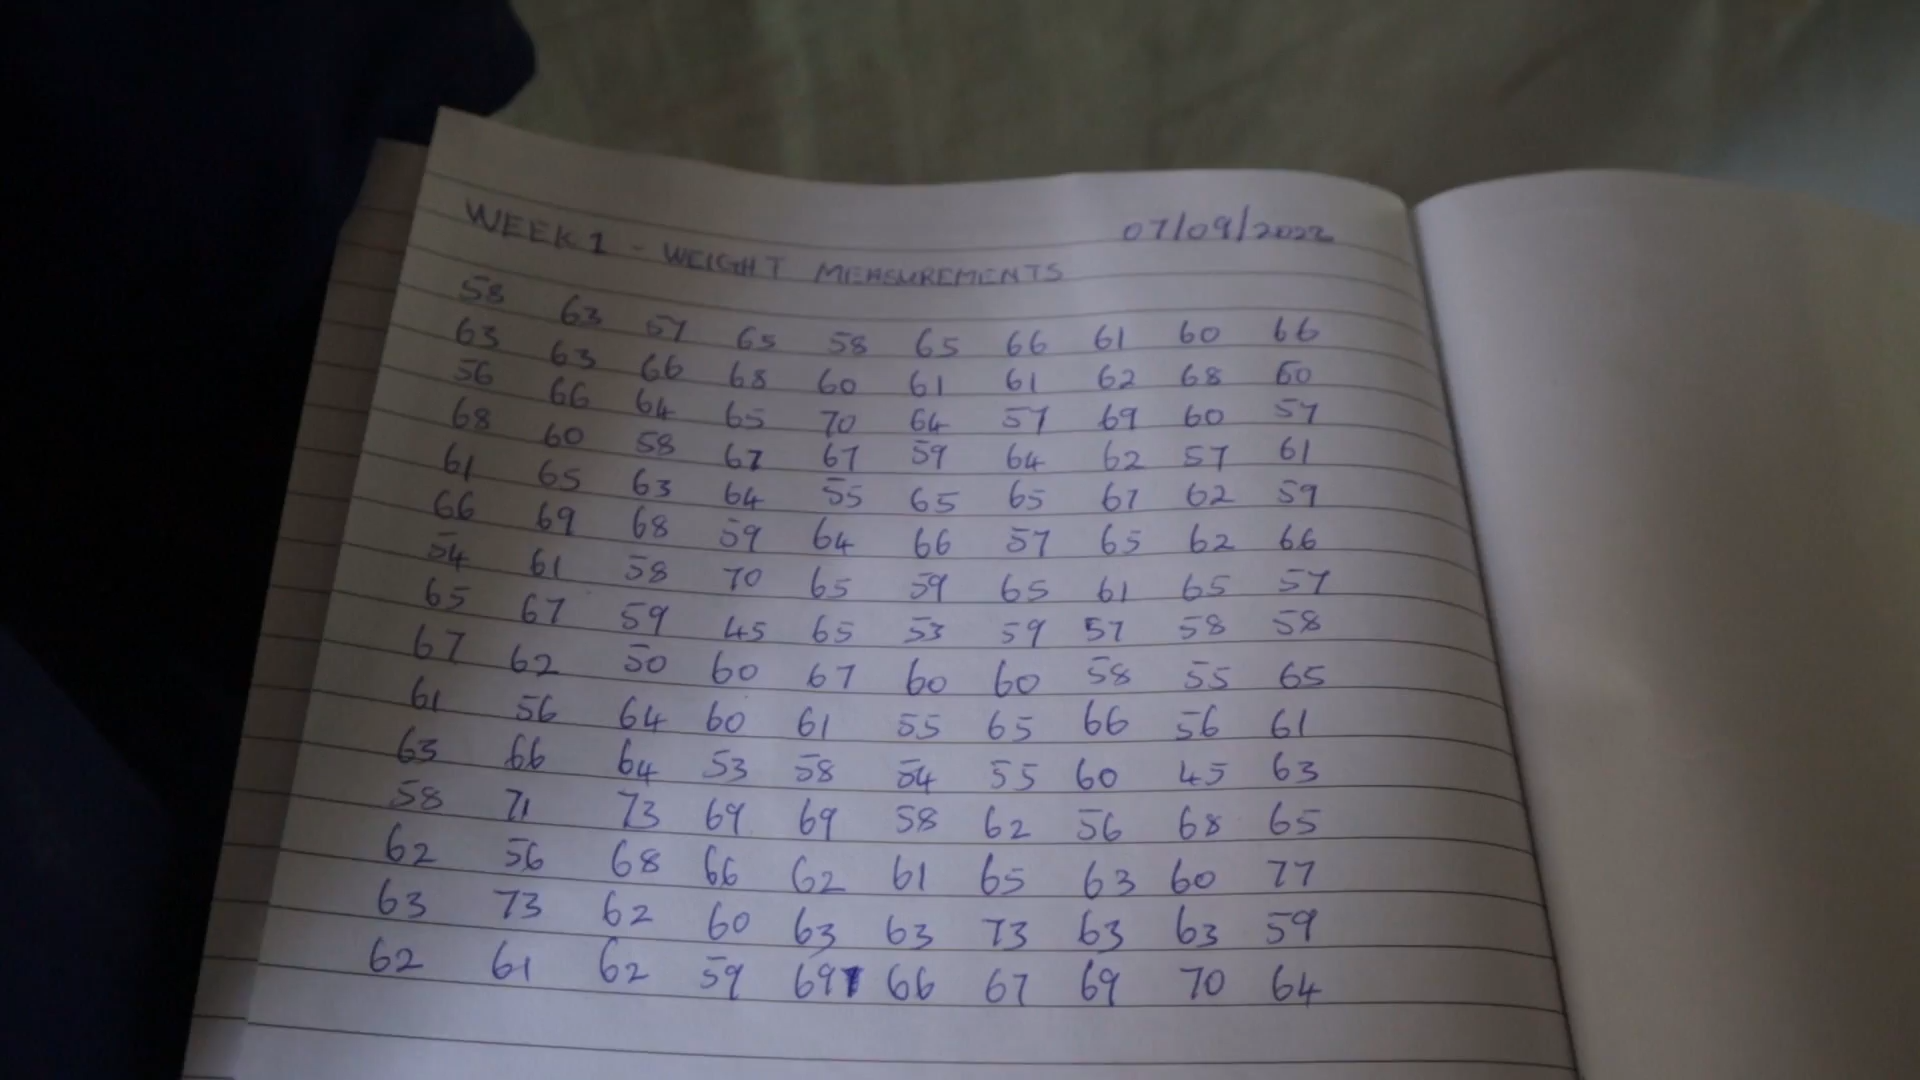 WEEK 1 - WEIGHT MEASUREMENTS 07/09/2022
58 63 57 65 58 65 66 61 60 66
63 63 66 68 60 61 61 62 68 60
56 66 64 65 70 64 57 69 60 57
68 60 58 67 67 59 64 62 57 61
61 65 63 64 55 65 65 67 62 59
66 69 68 59 64 66 57 65 62 66
54 61 58 70 65 59 65 61 65 57
65 67 59 45 65 53 59 57 58 58
67 62 50 60 67 60 60 58 55 65
61 56 64 60 61 55 65 66 56 61
63 66 64 53 58 54 55 60 45 63
58 71 73 69 69 58 62 56 68 65
62 56 68 66 62 61 65 63 60 77
63 73 62 60 63 63 73 63 63 59
62 61 62 59 69 66 67 69 70 64